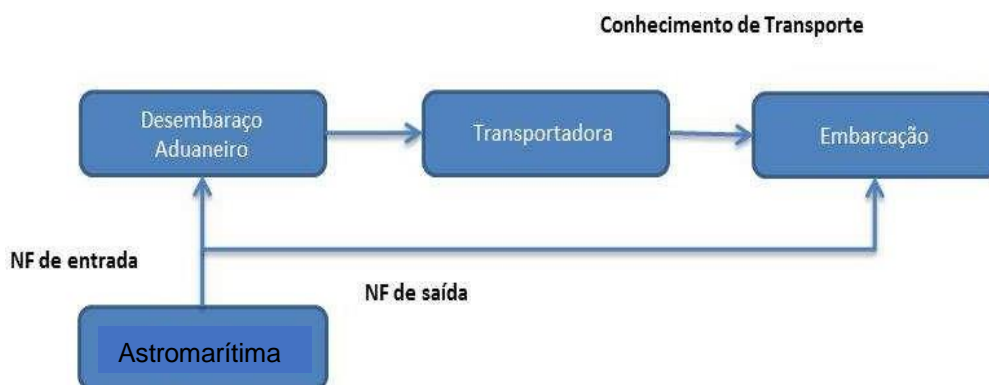 Conhecimento de Transporte
Desembaraço
Aduaneiro
Transportadora
Embarcação
NF de entrada
NF de saída
Astromarítima